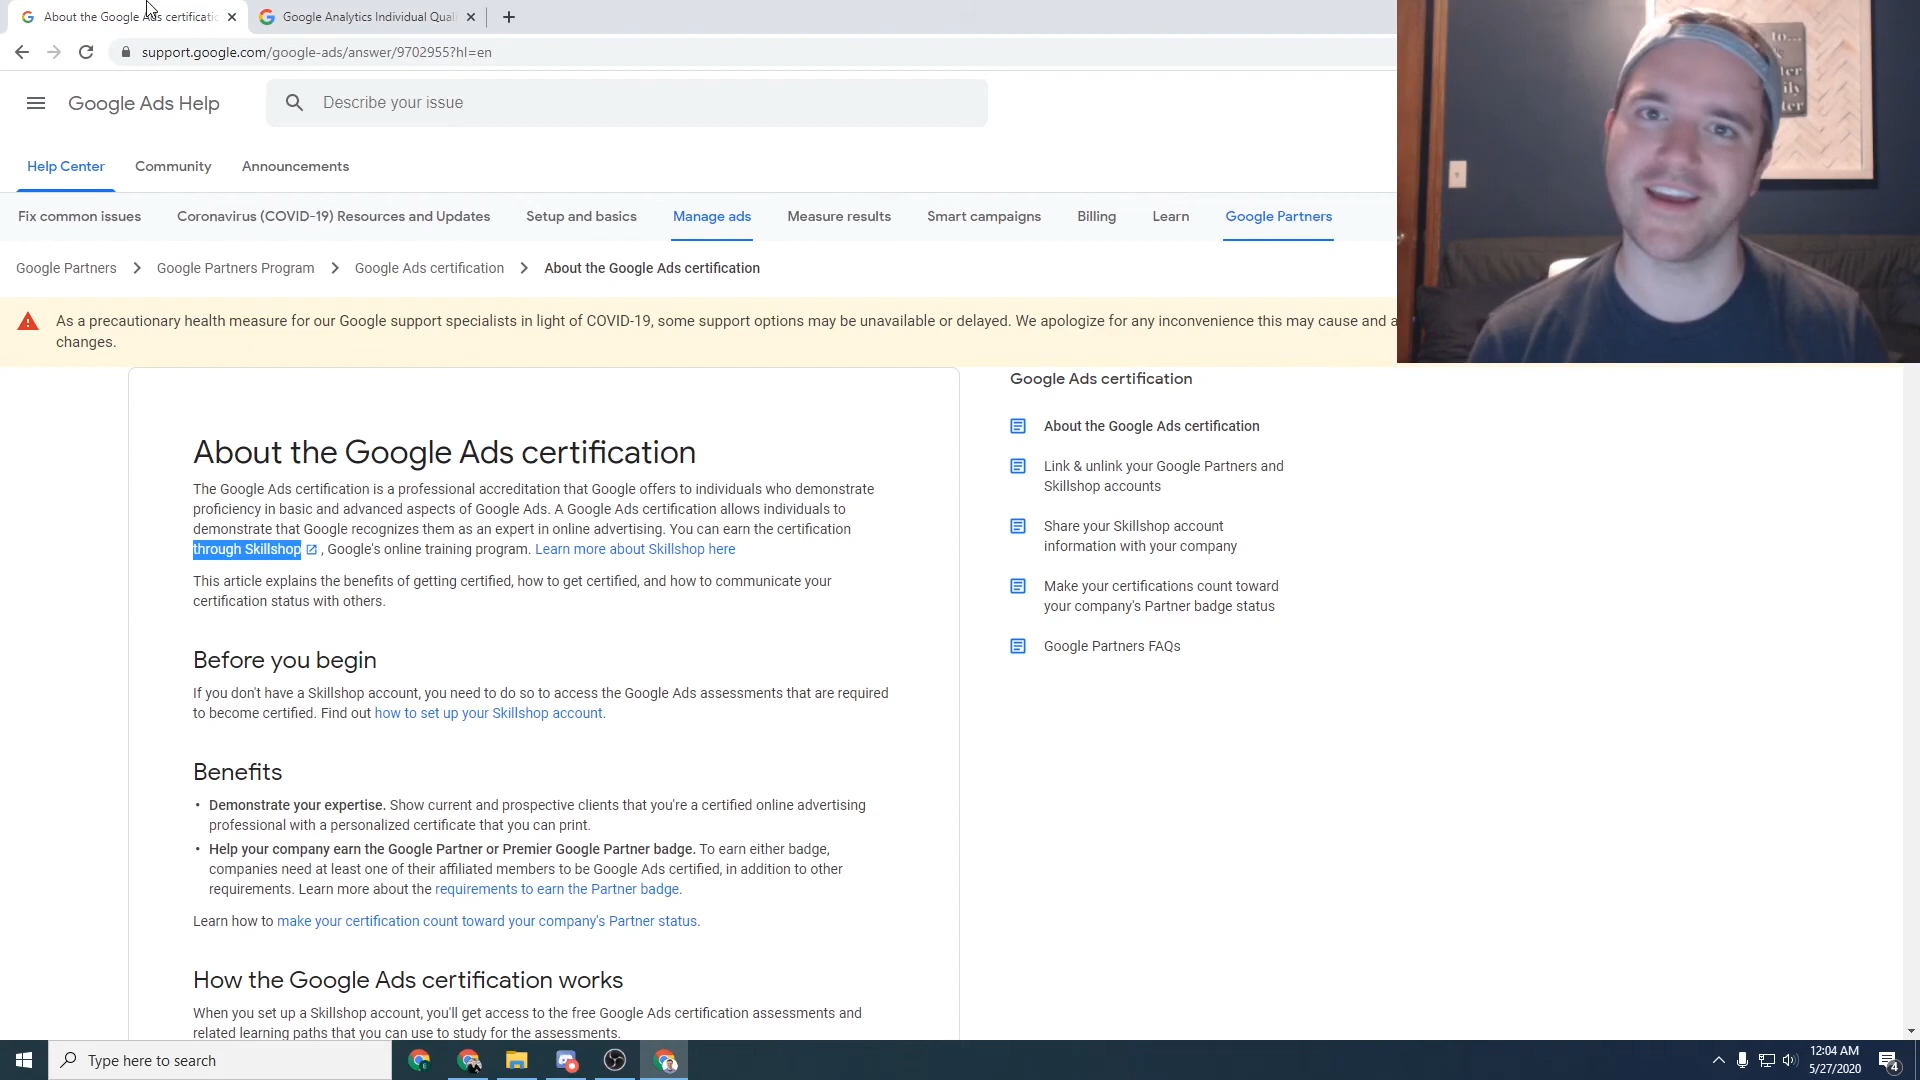 About the Google Ads certificatio
Google Analytics Individual Quali
support.google.com/google-ads/answer/9702955?hl=en
Google Ads Help
Describe your issue
Help Center
Community
Announcements
Fix common issues
Coronavirus (COVID-19) Resources and Updates
Setup and basics
Manage ads
Measure results
Smart campaigns
Billing
Learn
Google Partners
Google Partners
Google Partners Program
Google Ads certification
About the Google Ads certification
As a precautionary health measure for our Google support specialists in light of COVID-19, some support options may be unavailable or delayed. We apologize for any inconvenience this may cause and a
changes.
About the Google Ads certification
The Google Ads certification is a professional accreditation that Google offers to individuals who demonstrate
proficiency in basic and advanced aspects of Google Ads. A Google Ads certification allows individuals to
demonstrate that Google recognizes them as an expert in online advertising. You can earn the certification
through Skillshop , Google's online training program. Learn more about Skillshop here
This article explains the benefits of getting certified, how to get certified, and how to communicate your
certification status with others.
Before you begin
If you don't have a Skillshop account, you need to do so to access the Google Ads assessments that are required
to become certified. Find out how to set up your Skillshop account.
Benefits
• Demonstrate your expertise. Show current and prospective clients that you're a certified online advertising
professional with a personalized certificate that you can print.
• Help your company earn the Google Partner or Premier Google Partner badge. To earn either badge,
companies need at least one of their affiliated members to be Google Ads certified, in addition to other
requirements. Learn more about the requirements to earn the Partner badge.
Learn how to make your certification count toward your company's Partner status.
How the Google Ads certification works
When you set up a Skillshop account, you'll get access to the free Google Ads certification assessments and
related learning paths that you can use to study for the assessments.
Google Ads certification
About the Google Ads certification
Link & unlink your Google Partners and
Skillshop accounts
Share your Skillshop account
information with your company
Make your certifications count toward
your company's Partner badge status
Google Partners FAQs
Type here to search
12:04 AM
5/27/2020
4